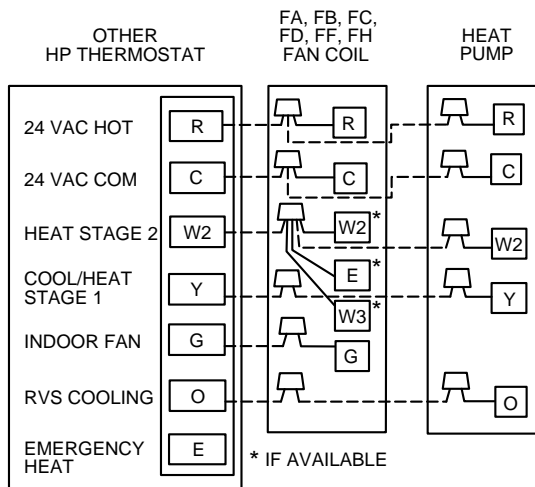 OTHER
HP THERMOSTAT
FA, FB, FC,
FD, FF, FH
FAN COIL
HEAT
PUMP
24 VAC HOT R R R
24 VAC COM C C C
HEAT STAGE 2 W2 W2 * W2
E *
COOL/HEAT
STAGE 1 Y W3 * Y
INDOOR FAN G G
RVS COOLING O O
EMERGENCY
HEAT E
* IF AVAILABLE